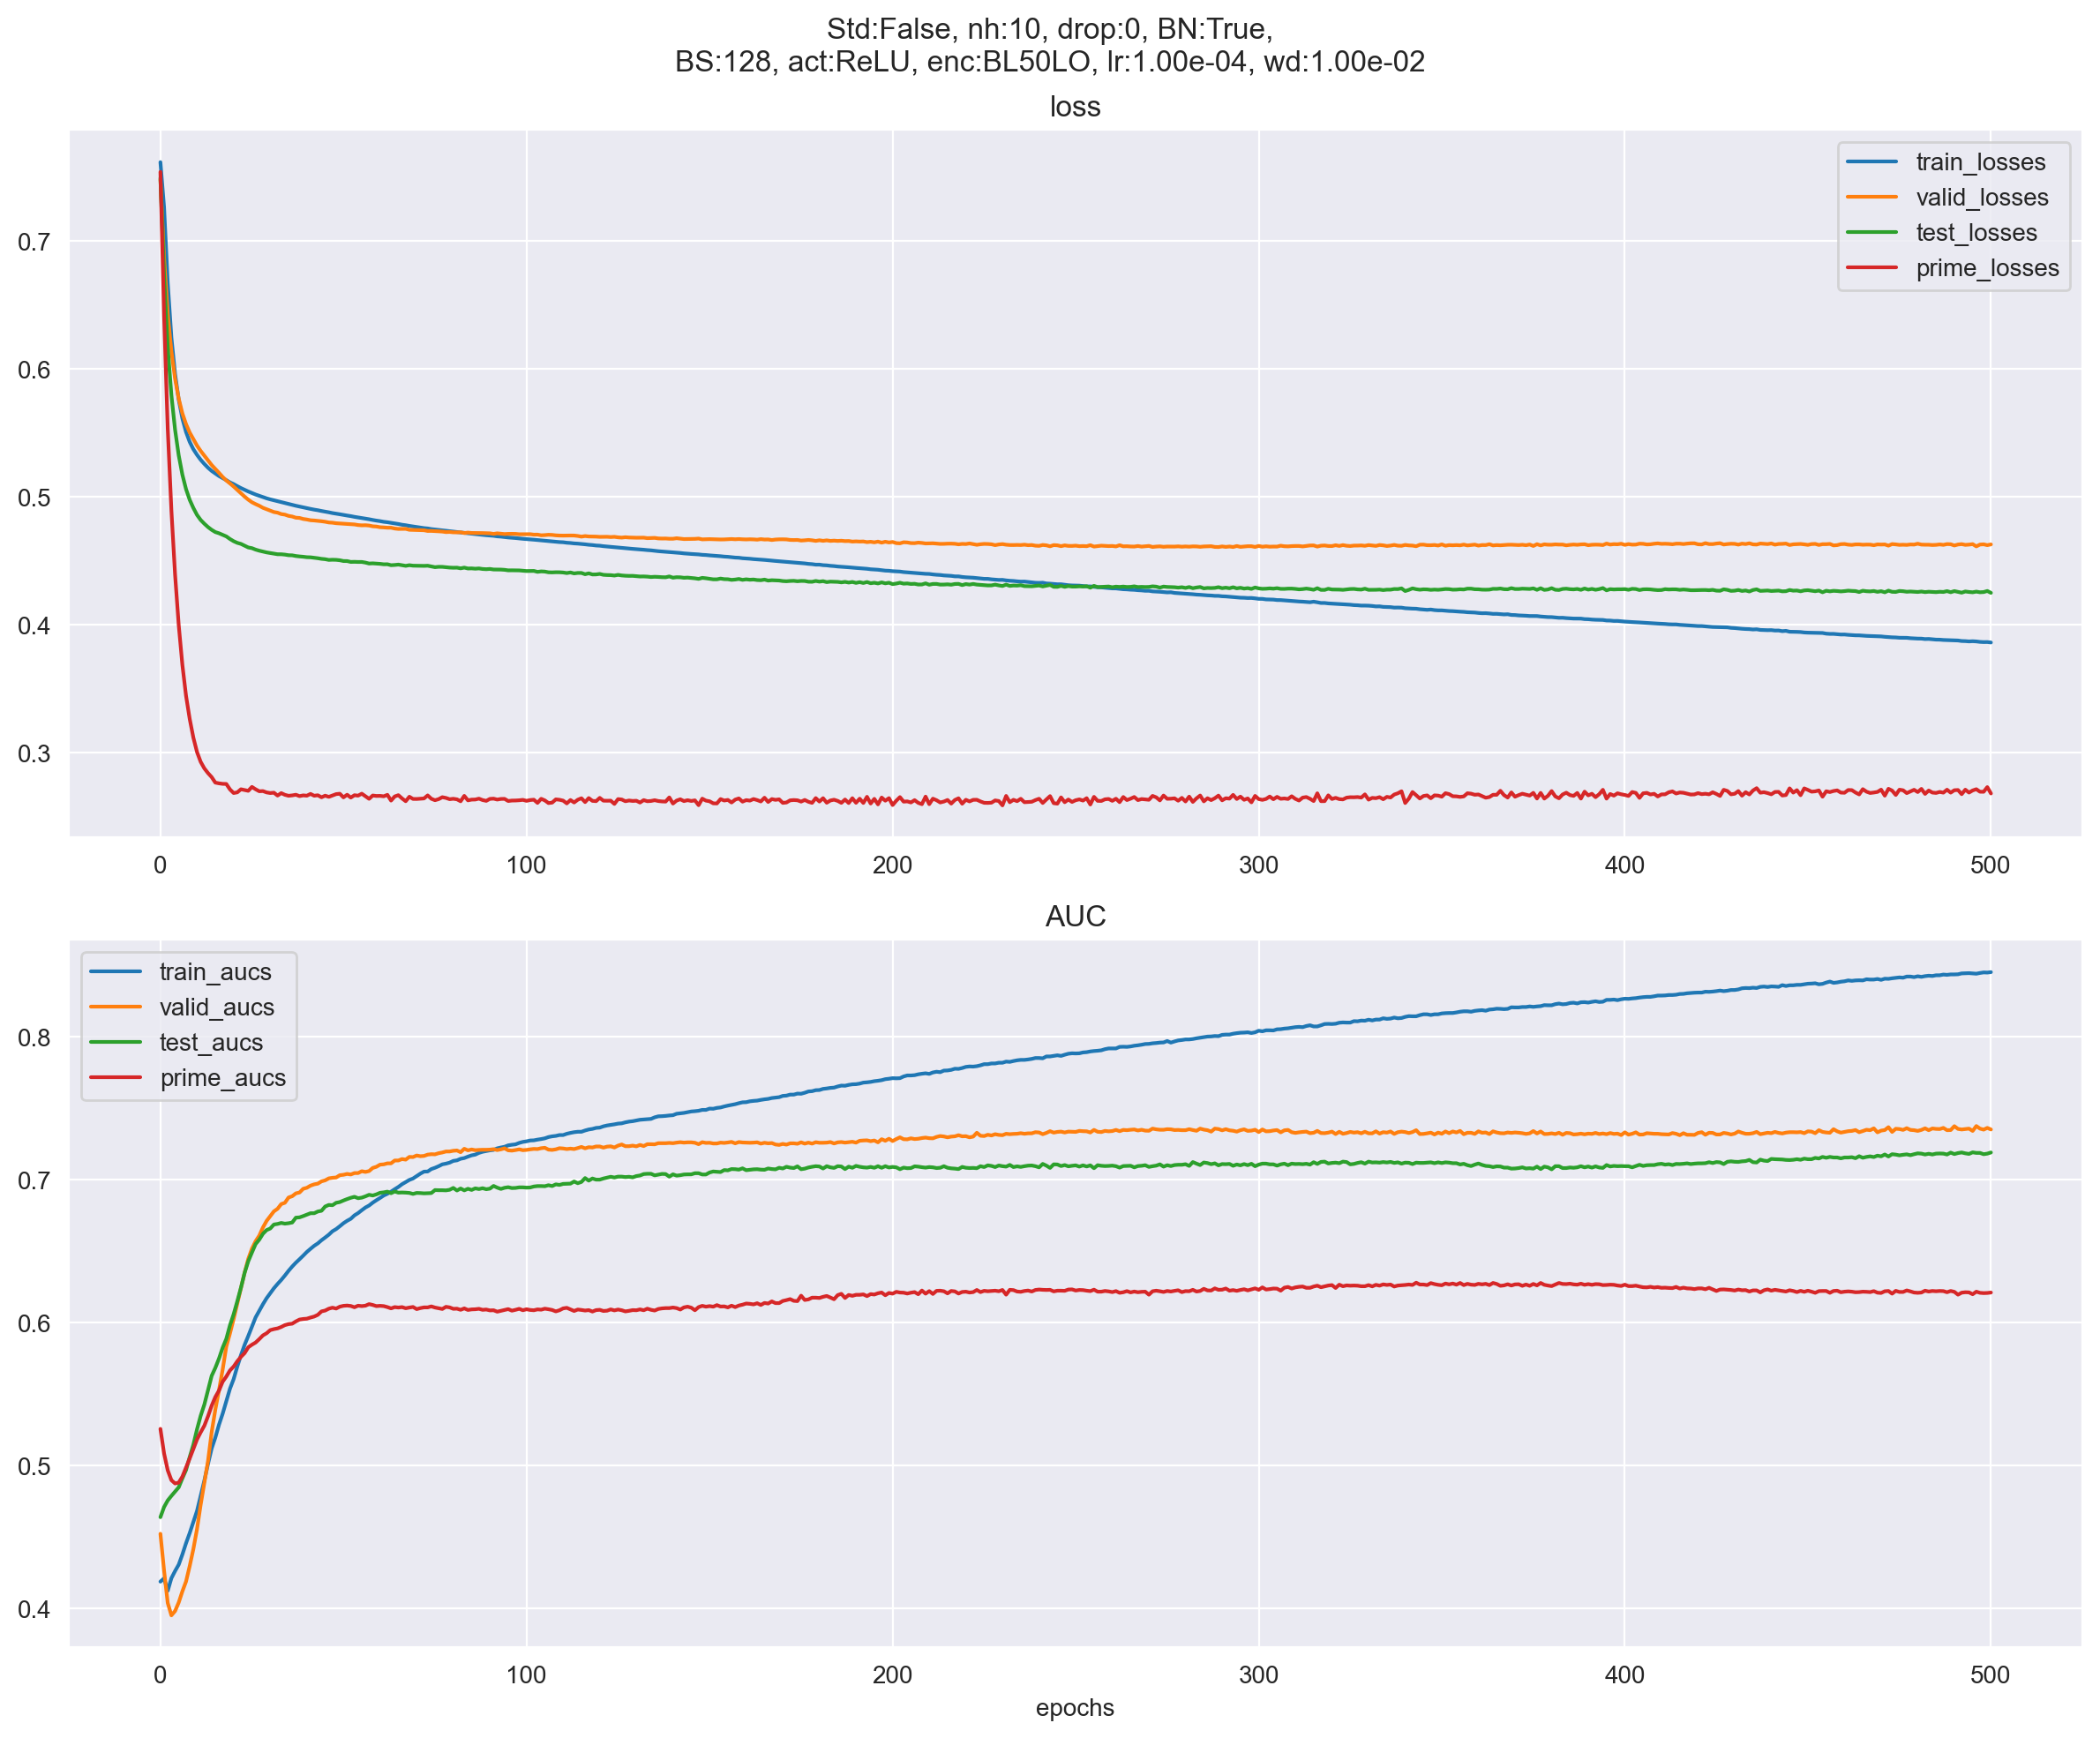 Std:False, nh:10, drop:0, BN:True,
BS:128, act:ReLU, enc:BL50LO, lr:1.00e-04, wd:1.00e-02
loss
train_losses
valid_losses
test_losses
prime_losses
0.7
0.6
0.5
0.4
0.3
0 100 200 300 400 500
AUC
train_aucs
valid_aucs
test_aucs
prime_aucs
0.8
0.7
0.6
0.5
0.4
0 100 200 300 400 500
epochs